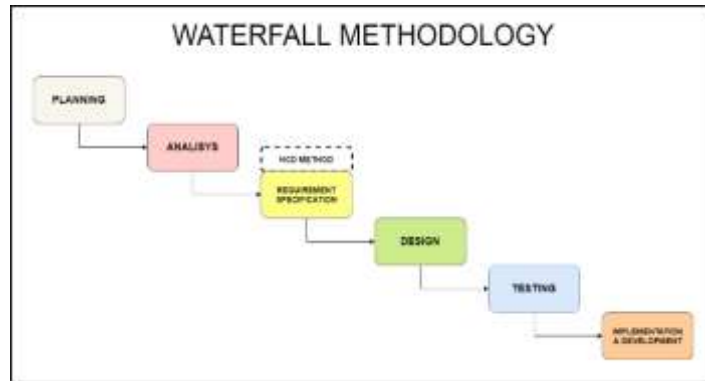 WATERFALL METHODOLOGY
PLANNING
ANALISYS
HCD METHOD
REQUIREMENT
SPECIFICATION
DESIGN
TESTING
IMPLEMENTATION
& DEVELOPMENT